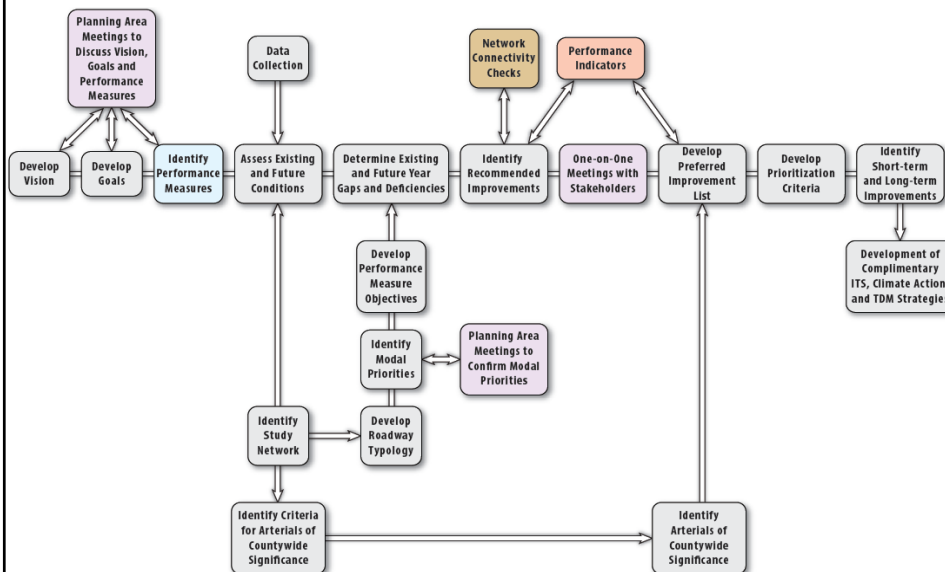 Planning Area
Meetings to
Discuss Vision,
Goals and
Performance
Measures
Data
Collection
Network
Connectivity
Checks
Performance
Indicators
Develop
Vision
Develop
Goals
Identify
Performance
Measures
Assess Existing
and Future
Conditions
Determine Existing
and Future Year
Gaps and Deficiencies
Identify
Recommended
Improvements
One-on-One
Meetings with
Stakeholders
Develop
Preferred
Improvement
List
Develop
Prioritization
Criteria
Identify
Short-term
and Long-term
Improvements
Develop
Performance
Measure
Objectives
Development of
Complimentary
ITS, Climate Action
and TDM Strategies
Identify
Modal
Priorities
Planning Area
Meetings to
Confirm Modal
Priorities
Identify
Study
Network
Develop
Roadway
Typology
Identify Criteria
for Arterials of
Countywide
Significance
Identify
Arterials of
Countywide
Significance